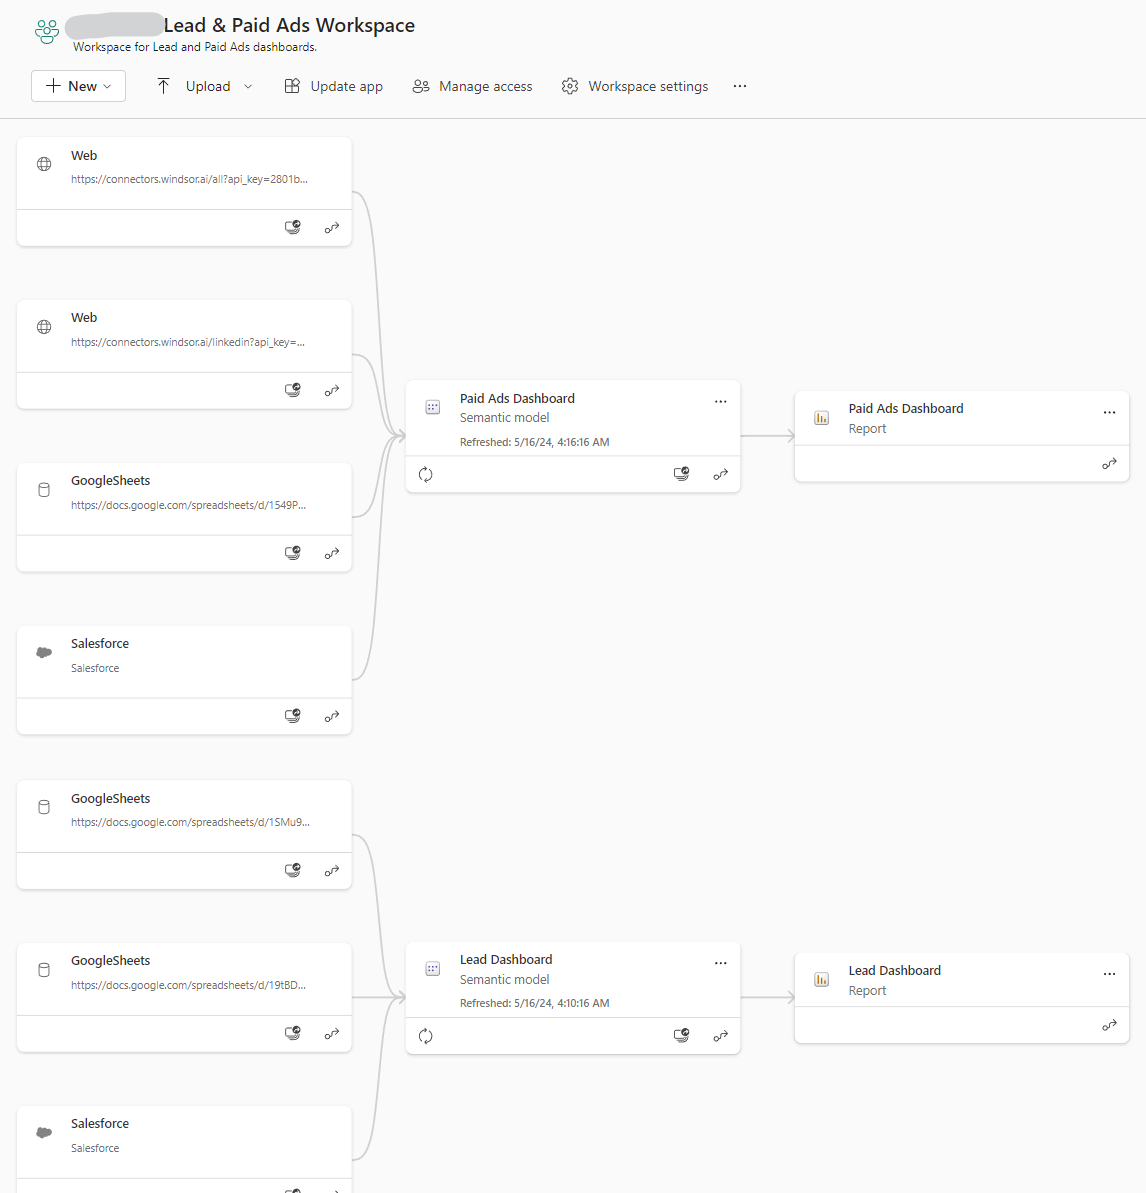 Lead & Paid Ads Workspace
Workspace for Lead and Paid Ads dashboards.
New Upload Update app Manage access Workspace settings ...
Web
https://connectors.windsor.ai/all?api_key=2801b...
Web
https://connectors.windsor.ai/linkedin?api_key=...
Paid Ads Dashboard
Semantic model
Refreshed: 5/16/24, 4:16:16 AM
Paid Ads Dashboard
Report
GoogleSheets
https://docs.google.com/spreadsheets/d/1549P...
Salesforce
Salesforce
GoogleSheets
https://docs.google.com/spreadsheets/d/1SMu9...
GoogleSheets
https://docs.google.com/spreadsheets/d/19tBD...
Lead Dashboard
Semantic model
Refreshed: 5/16/24, 4:10:16 AM
Lead Dashboard
Report
Salesforce
Salesforce